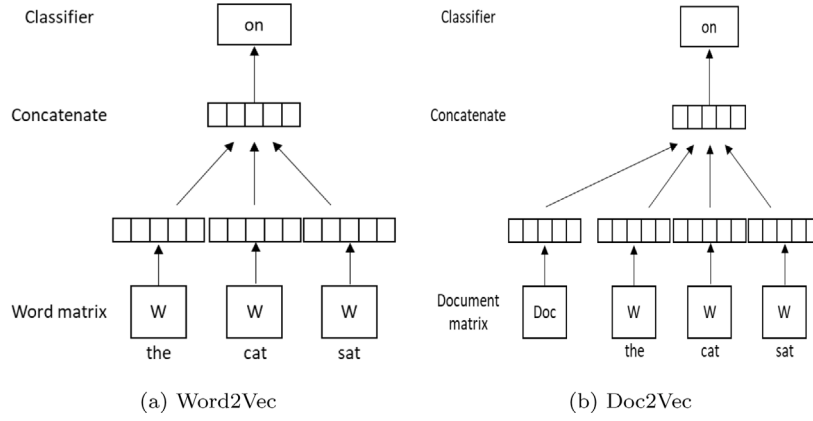 Classifier
on
Concatenate
Word matrix
W
W
W
the
cat
sat
(a) Word2Vec
Classifier
on
Concatenate
Document
matrix
Doc
W
W
W
the
cat
sat
(b) Doc2Vec